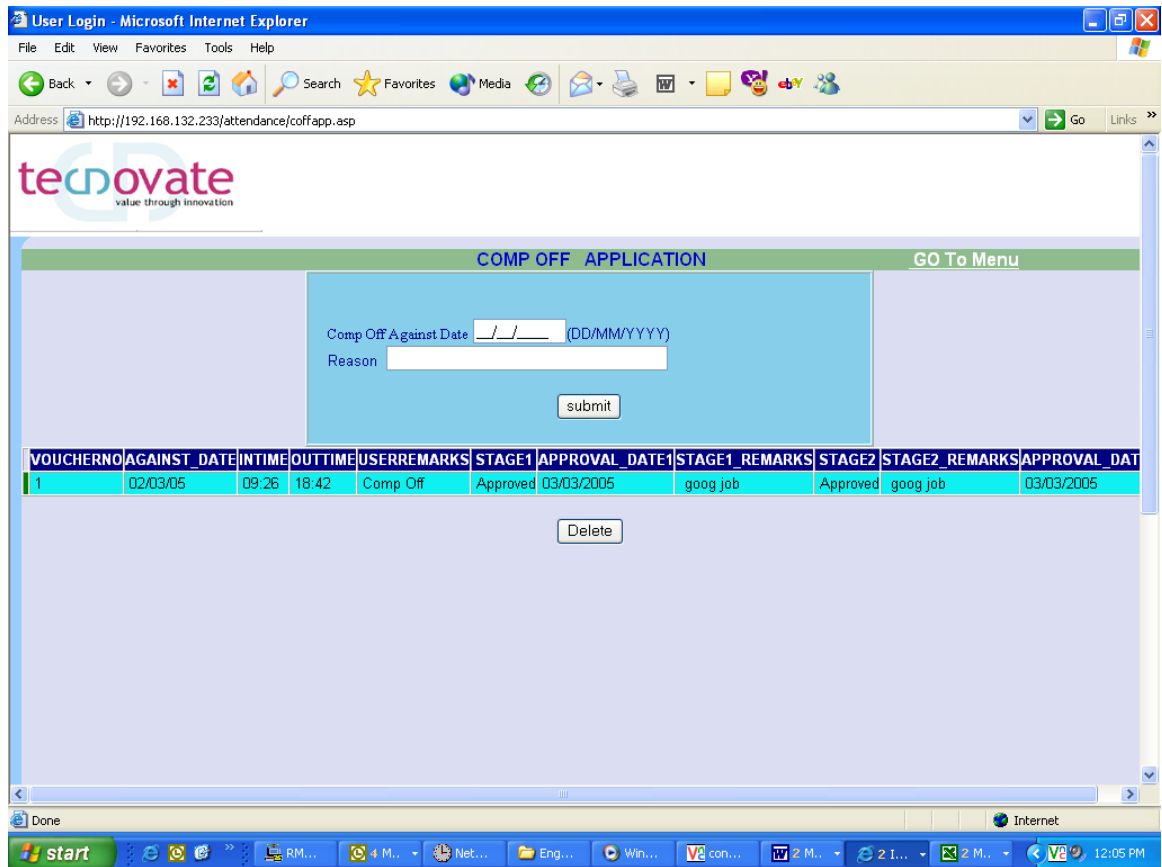 User Login - Microsoft Internet Explorer
File Edit View Favorites Tools Help
Back Search Favorites Media ebY
Address http://192.168.132.233/attendance/coffapp.asp Go Links »
tecnovate
value through innovation
COMP OFF APPLICATION GO To Menu
Comp Off Against Date __/__/____ (DD/MM/YYYY)
Reason
submit
VOUCHERNO AGAINST_DATE INTIME OUTTIME USERREMARKS STAGE1 APPROVAL_DATE1 STAGE1_REMARKS STAGE2 STAGE2_REMARKS APPROVAL_DAT
1 02/03/05 09:26 18:42 Comp Off Approved 03/03/2005 goog job Approved goog job 03/03/2005
Delete
Done Internet
start » RM... 4 M.. Net... Eng... Win... con... 2 M.. 2 I... 2 M.. 12:05 PM